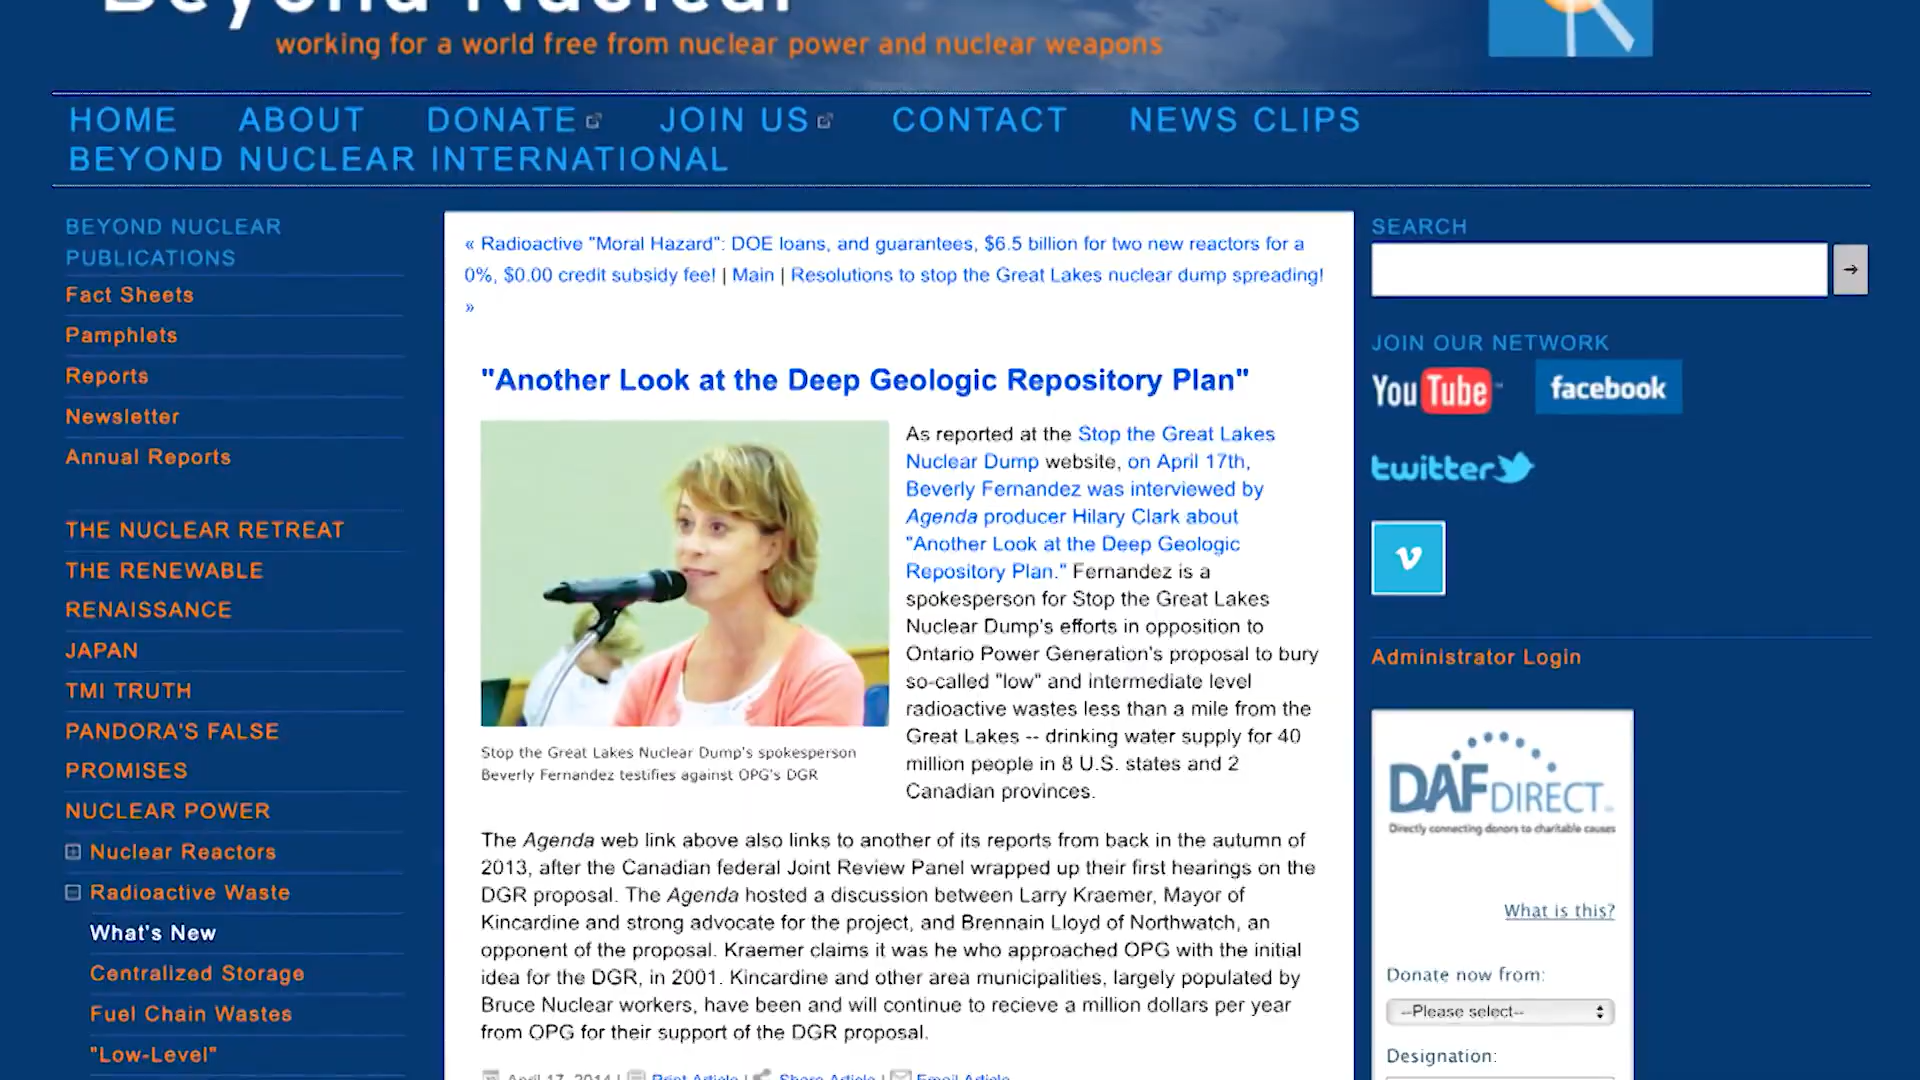 Beyond Nuclear
working for a world free from nuclear power and nuclear weapons
HOME ABOUT DONATE JOIN US CONTACT NEWS CLIPS
BEYOND NUCLEAR INTERNATIONAL
BEYOND NUCLEAR
PUBLICATIONS
Fact Sheets
Pamphlets
Reports
Newsletter
Annual Reports
THE NUCLEAR RETREAT
THE RENEWABLE
RENAISSANCE
JAPAN
TMI TRUTH
PANDORA'S FALSE
PROMISES
NUCLEAR POWER
Nuclear Reactors
Radioactive Waste
What's New
Centralized Storage
Fuel Chain Wastes
"Low-Level"
« Radioactive "Moral Hazard": DOE loans, and guarantees, $6.5 billion for two new reactors for a
0%, $0.00 credit subsidy fee! | Main | Resolutions to stop the Great Lakes nuclear dump spreading!
»
"Another Look at the Deep Geologic Repository Plan"
Stop the Great Lakes Nuclear Dump's spokesperson
Beverly Fernandez testifies against OPG's DGR
As reported at the Stop the Great Lakes
Nuclear Dump website, on April 17th,
Beverly Fernandez was interviewed by
Agenda producer Hilary Clark about
"Another Look at the Deep Geologic
Repository Plan." Fernandez is a
spokesperson for Stop the Great Lakes
Nuclear Dump's efforts in opposition to
Ontario Power Generation's proposal to bury
so-called "low" and intermediate level
radioactive wastes less than a mile from the
Great Lakes -- drinking water supply for 40
million people in 8 U.S. states and 2
Canadian provinces.
The Agenda web link above also links to another of its reports from back in the autumn of
2013, after the Canadian federal Joint Review Panel wrapped up their first hearings on the
DGR proposal. The Agenda hosted a discussion between Larry Kraemer, Mayor of
Kincardine and strong advocate for the project, and Brennain Lloyd of Northwatch, an
opponent of the proposal. Kraemer claims it was he who approached OPG with the initial
idea for the DGR, in 2001. Kincardine and other area municipalities, largely populated by
Bruce Nuclear workers, have been and will continue to recieve a million dollars per year
from OPG for their support of the DGR proposal.
April 17, 2014 | Print Article | Share Article | Email Article
SEARCH
→
JOIN OUR NETWORK
YouTube facebook
twitter
v
Administrator Login
DAFDIRECT
Directly connecting donors to charitable causes
What is this?
Donate now from:
--Please select--
Designation: